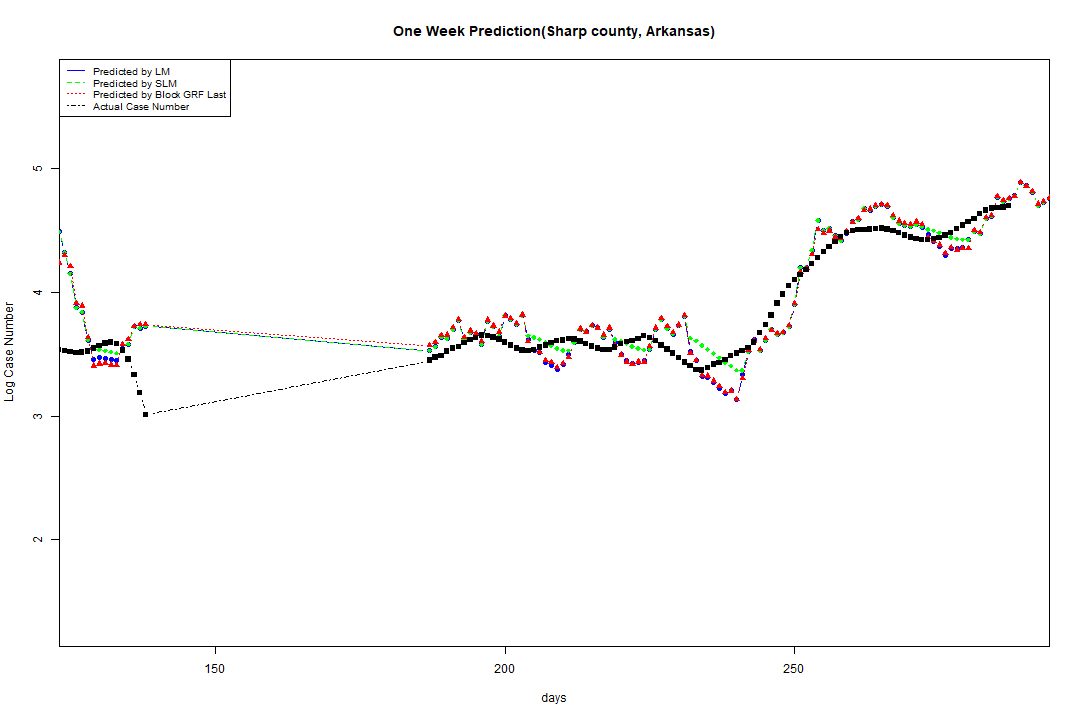 One Week Prediction(Sharp county, Arkansas)
Predicted by LM
Predicted by SLM
Predicted by Block GRF Last
Actual Case Number
Log Case Number
5
4
3
2
150 200 250
days